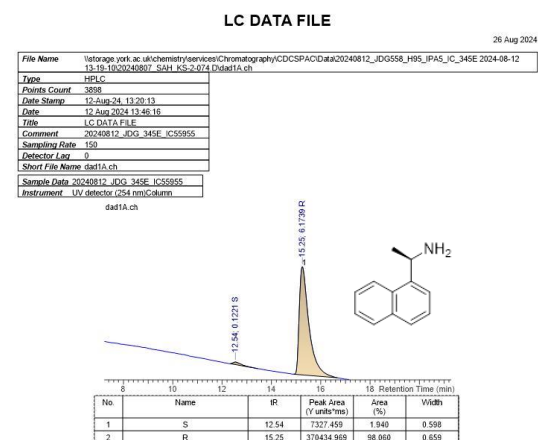 LC DATA FILE
26 Aug 2024
File Name \\storage.york.ac.uk\chemistry\services\Chromatography\CDCSPAC\Data\20240812_JDG558_H95_IPA5_IC_345E 2024-08-12
13-19-10\20240807_SAH_KS-2-074.D\dad1A.ch
Type HPLC
Points Count 3898
Date Stamp 12-Aug-24, 13:20:13
Date 12 Aug 2024 13:46:16
Title LC DATA FILE
Comment 20240812_JDG_345E_IC55955
Sampling Rate 150
Detector Lag 0
Short File Name dad1A.ch
Sample Data 20240812_JDG_345E_IC55955
Instrument UV detector (254 nm)Column
dad1A.ch
12.54; 0.1221 S
15.25; 6.1739 R
NH2
8 10 12 14 16 18 Retention Time (min)
No. Name tR Peak Area Area Width
(Y units*ms) (%)
1 S 12.54 7327.459 1.940 0.598
2 R 15.25 370434.969 98.060 0.659